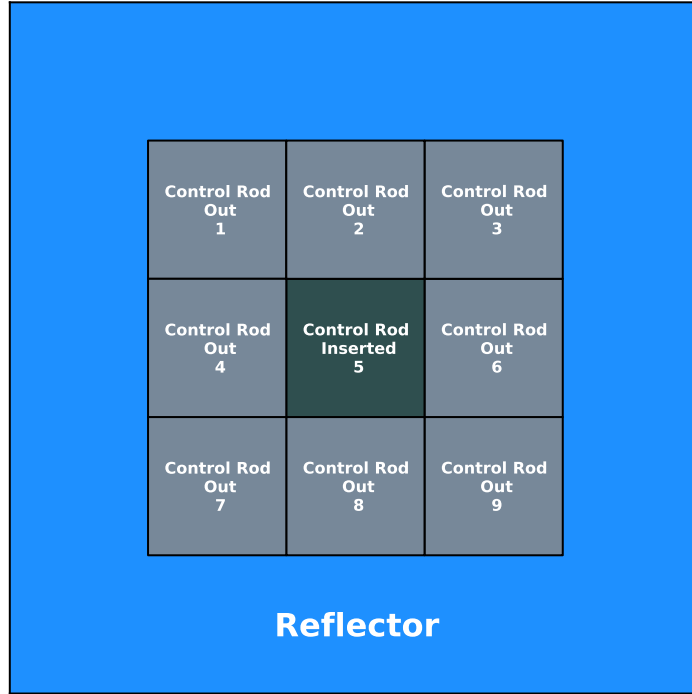 Control Rod
Out
1
Control Rod
Out
2
Control Rod
Out
3
Control Rod
Out
4
Control Rod
Inserted
5
Control Rod
Out
6
Control Rod
Out
7
Control Rod
Out
8
Control Rod
Out
9
Reflector